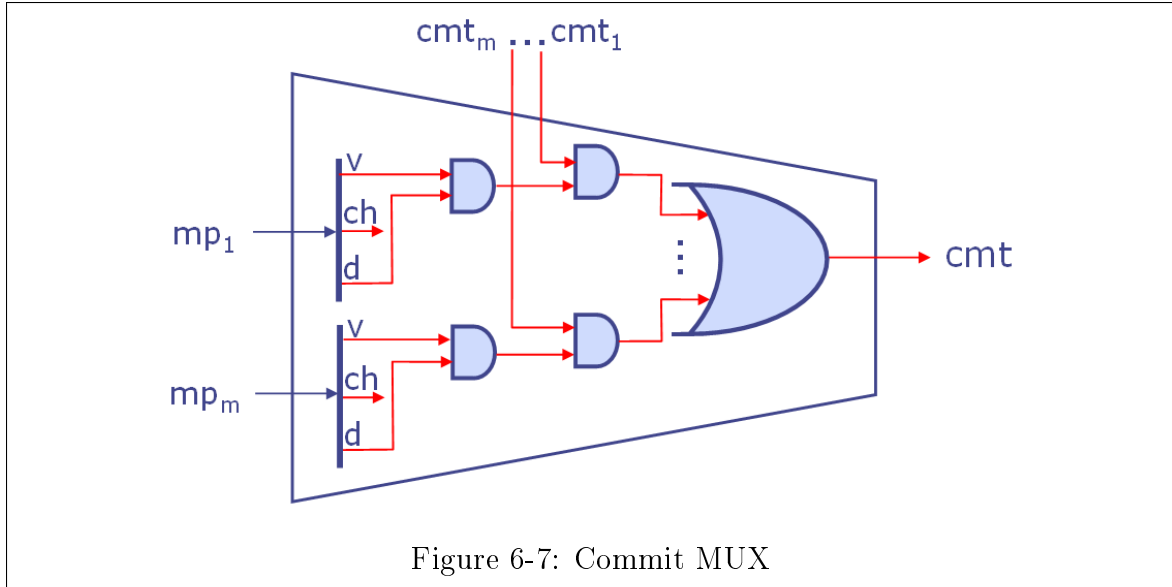 cmtₘ ... cmt₁
v
ch
mp₁
d
v
ch
mpₘ
d
cmt
Figure 6-7: Commit MUX